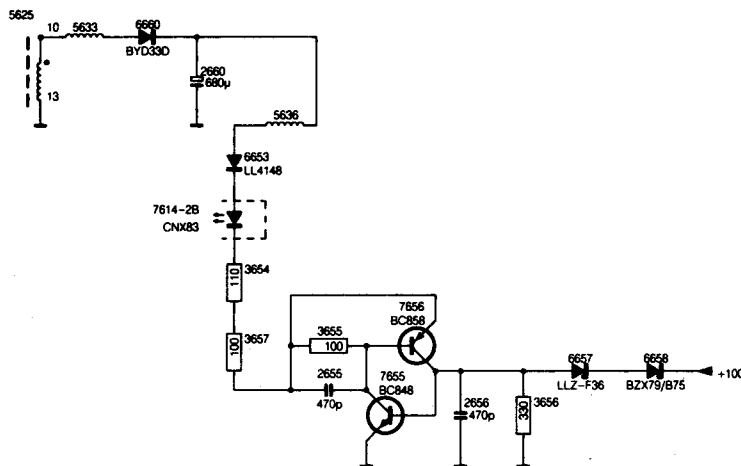 5625
10
5633
6660
BYD33D
13
2660
680µ
5636
6653
LL4148
7614-2B
CNX83
110
3654
100
3657
7656
BC858
3655
100
2655
470p
7655
BC848
2656
470p
330
3656
6657
LLZ-F36
6658
BZX79/B75
+100